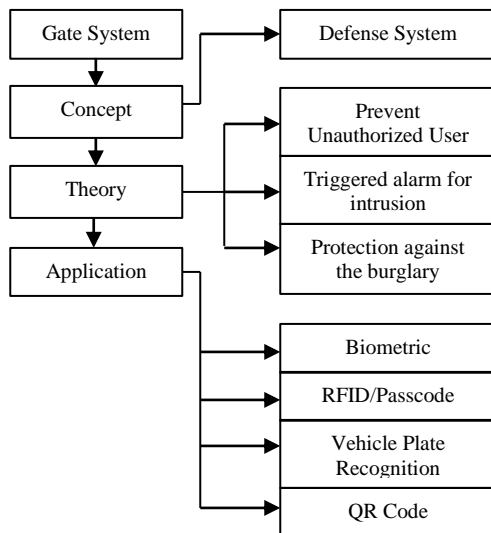 Gate System
Defense System
Concept
Prevent
Unauthorized User
Theory
Triggered alarm for
intrusion
Protection against
the burglary
Application
Biometric
RFID/Passcode
Vehicle Plate
Recognition
QR Code